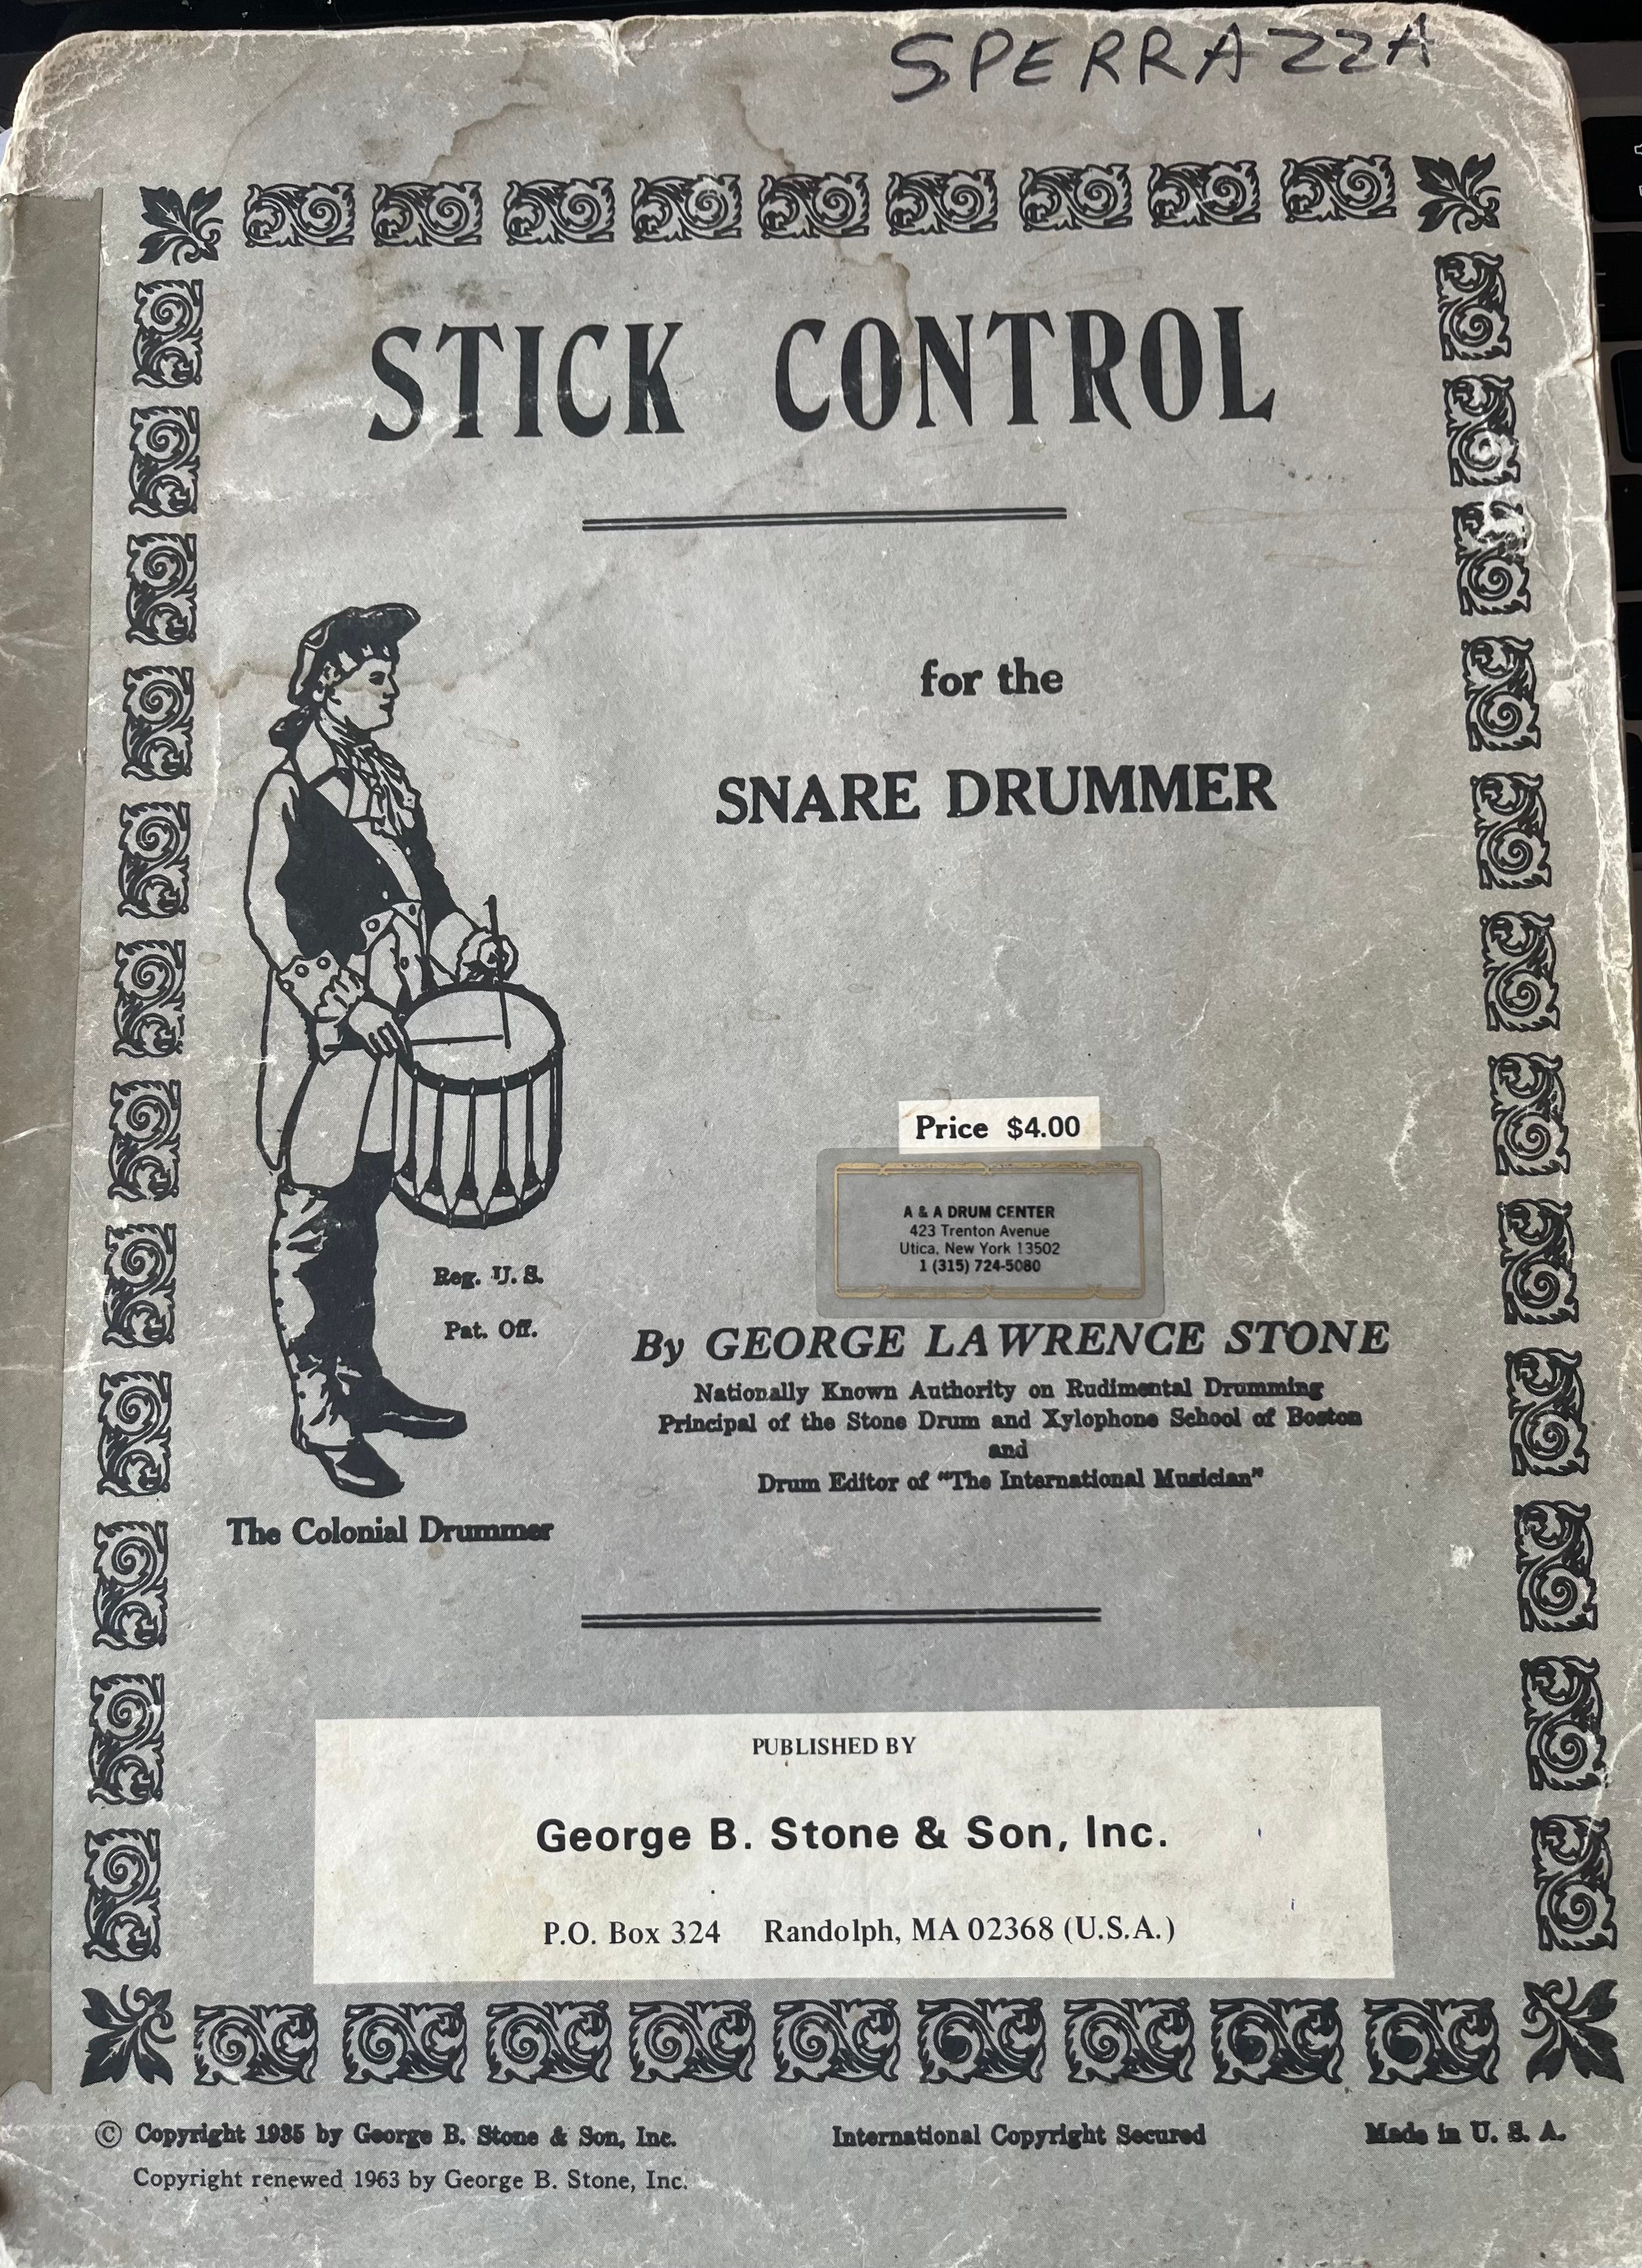 SPERRAZZA
STICK CONTROL
for the
SNARE DRUMMER
Price $4.00
A & A DRUM CENTER
423 Trenton Avenue
Utica, New York 13502
1 (315) 724-5080
Reg. U. S.
Pat. Off.
By GEORGE LAWRENCE STONE
Nationally Known Authority on Rudimental Drumming
Principal of the Stone Drum and Xylophone School of Boston
and
Drum Editor of "The International Musician"
The Colonial Drummer
PUBLISHED BY
George B. Stone & Son, Inc.
P.O. Box 324 Randolph, MA 02368 (U.S.A.)
© Copyright 1935 by George B. Stone & Son, Inc. International Copyright Secured Made in U. S. A.
Copyright renewed 1963 by George B. Stone, Inc.